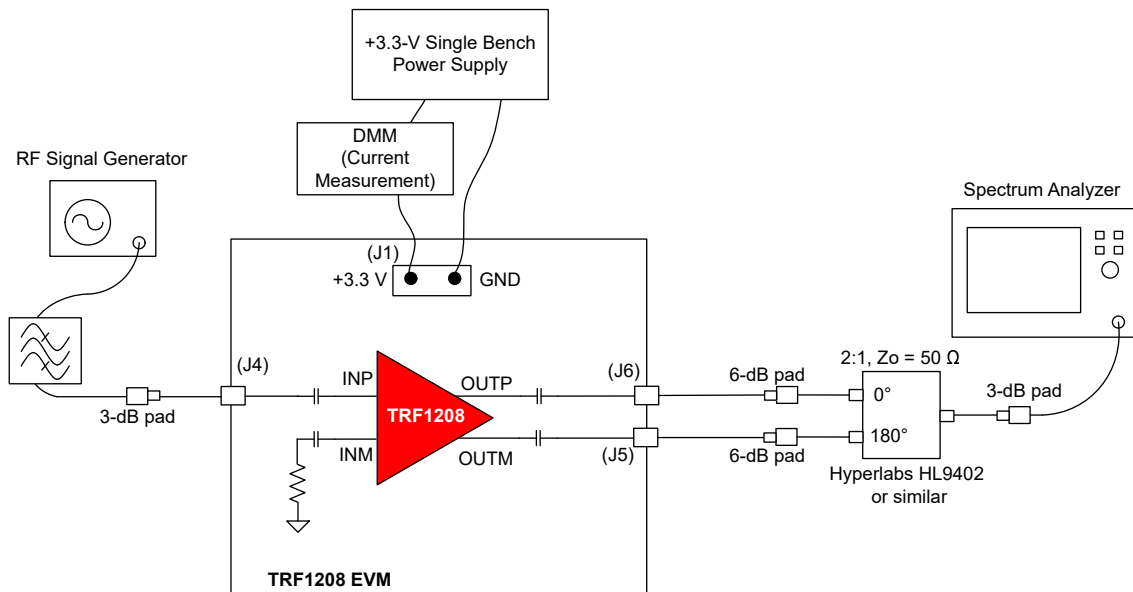 +3.3-V Single Bench
Power Supply
DMM
(Current
Measurement)
RF Signal Generator
Spectrum Analyzer
(J1)
+3.3 V
GND
(J4)
3-dB pad
INP
INM
TRF1208
OUTP
OUTM
(J6)
(J5)
6-dB pad
6-dB pad
2:1, Zo = 50 Ω
0°
180°
Hyperlabs HL9402
or similar
3-dB pad
TRF1208 EVM